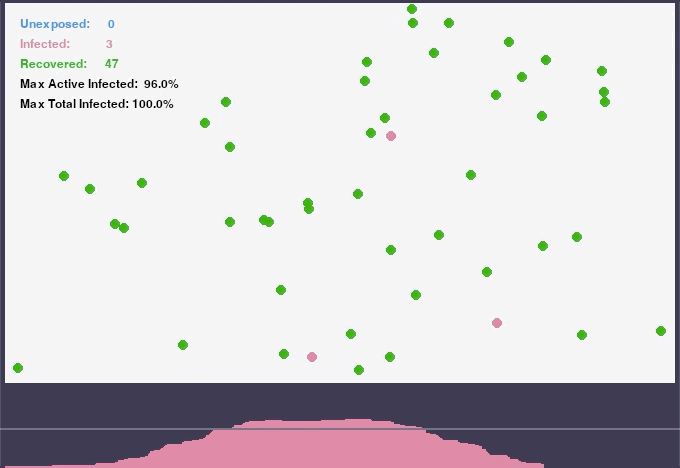 Unexposed: 0
Infected: 3
Recovered: 47
Max Active Infected: 96.0%
Max Total Infected: 100.0%